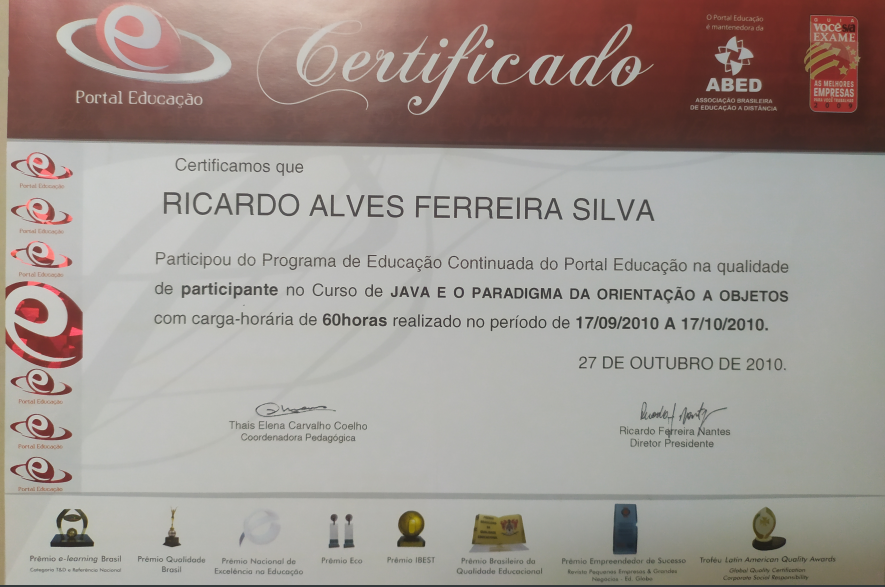 e
Portal Educação
Certificado
O Portal Educação
é mantenedora da
ABED
ASSOCIAÇÃO BRASILEIRA
DE EDUCAÇÃO A DISTÂNCIA
GUIA
você s/a
EXAME
AS MELHORES
EMPRESAS
PARA VOCÊ TRABALHAR
2009
Certificamos que
RICARDO ALVES FERREIRA SILVA
Participou do Programa de Educação Continuada do Portal Educação na qualidade
de participante no Curso de JAVA E O PARADIGMA DA ORIENTAÇÃO A OBJETOS
com carga-horária de 60horas realizado no período de 17/09/2010 A 17/10/2010.
27 DE OUTUBRO DE 2010.
Thais Elena Carvalho Coelho
Coordenadora Pedagógica
Ricardo Ferreira Nantes
Diretor Presidente
Portal Educação
Portal Educação
Portal Educação
Portal Educação
Portal Educação
Portal Educação
Prêmio e-learning Brasil
Categoria T&D e Referência Nacional
Prêmio Qualidade
Brasil
Prêmio Nacional de
Excelência na Educação
Prêmio Eco
Prêmio IBEST
Prêmio Brasileiro da
Qualidade Educacional
Prêmio Empreendedor de Sucesso
Revista Pequenas Empresas & Grandes
Negócios - Ed. Globo
Troféu Latin American Quality Awards
Global Quality Certification
Corporate Social Responsibility